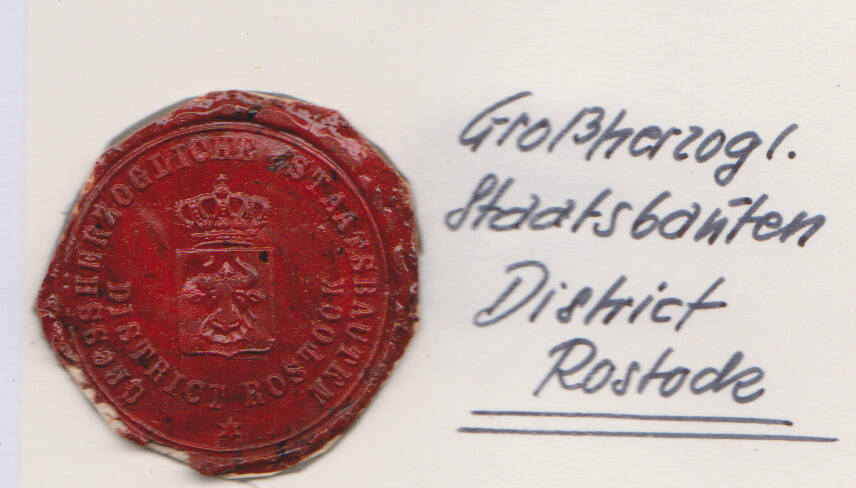 GROSSHERZOGLICHE STAATSBAUTEN
DISTRICT ROSTOCK
Großherzogl.
Staatsbauten
District
Rostock